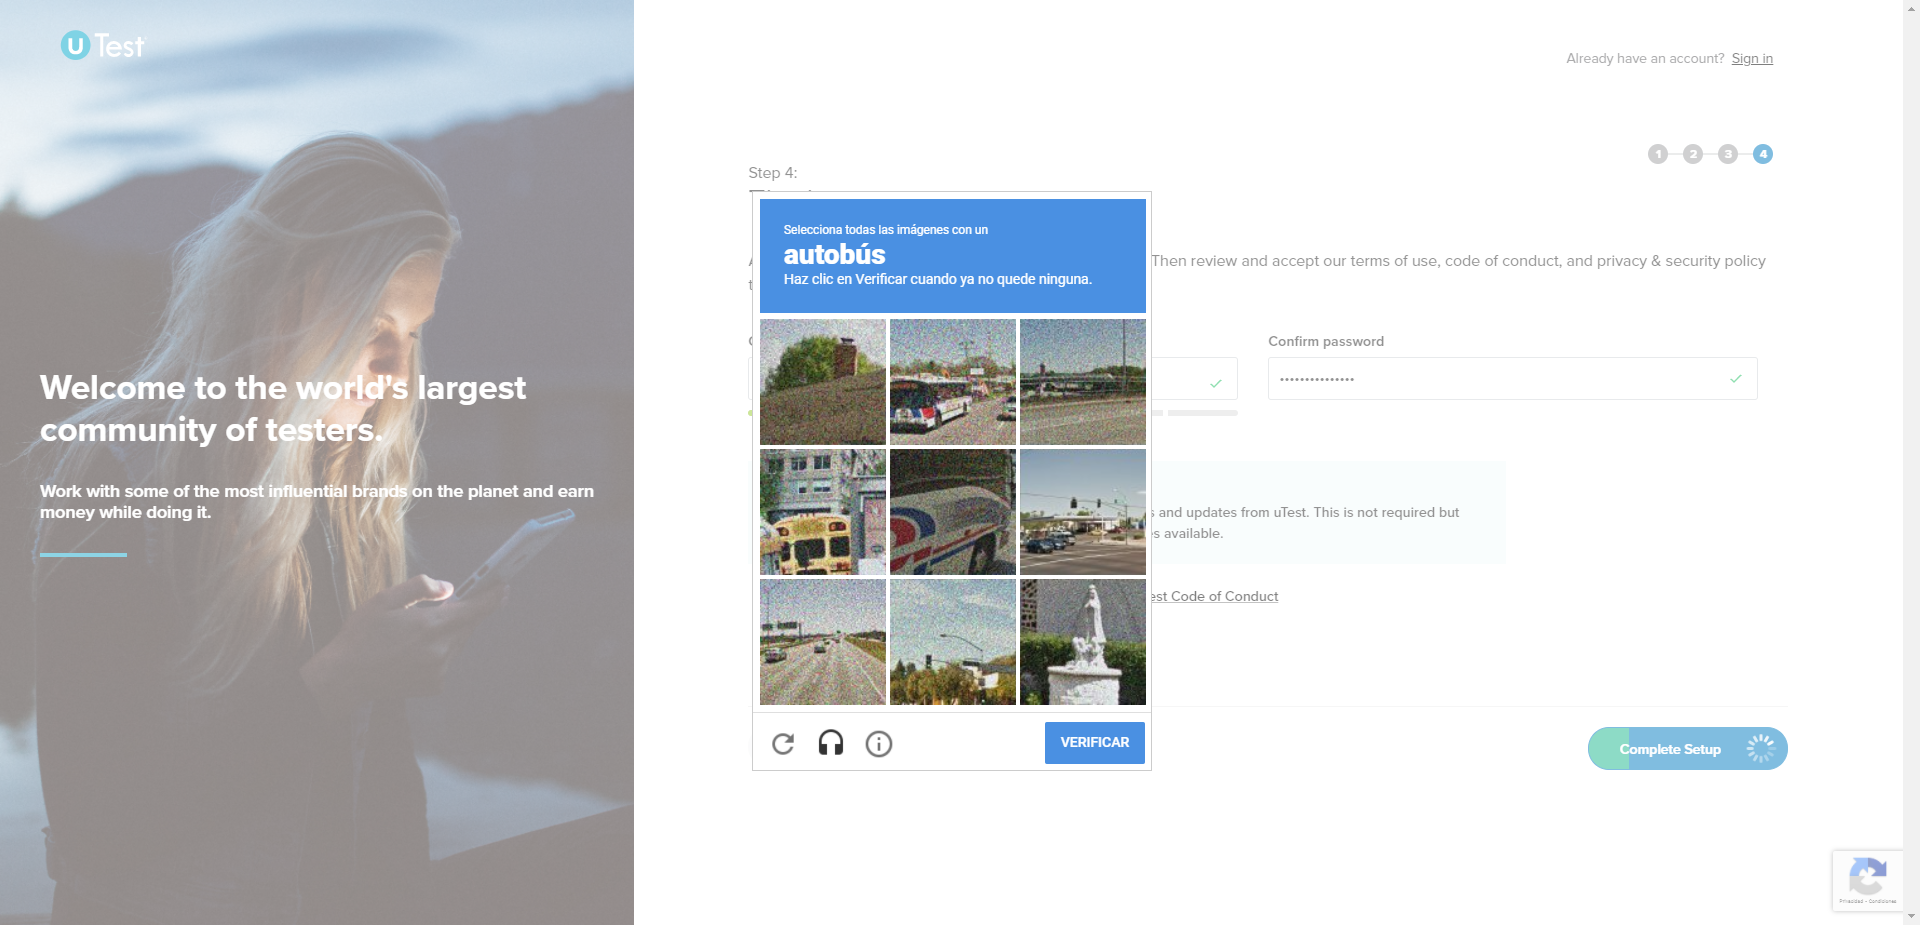 U Test
Already have an account? Sign in
1 2 3 4
Step 4:
Selecciona todas las imágenes con un
autobús
Haz clic en Verificar cuando ya no quede ninguna.
Then review and accept our terms of use, code of conduct, and privacy & security policy
Confirm password
Welcome to the world's largest
community of testers.
Work with some of the most influential brands on the planet and earn
money while doing it.
and updates from uTest. This is not required but
available.
Code of Conduct
VERIFICAR
Complete Setup
Privacidad - Condiciones